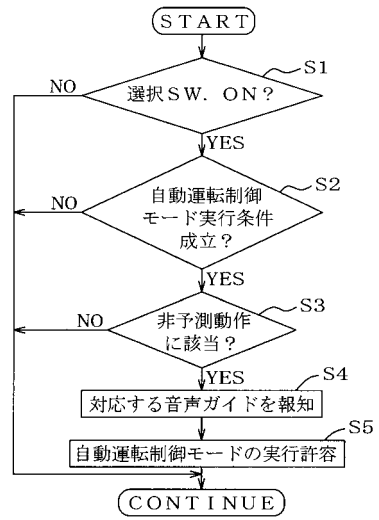 START
S1
NO
選択SW. ON?
YES
S2
NO
自動運転制御
モード実行条件
成立?
YES
S3
NO
非予測動作
に該当?
YES
S4
対応する音声ガイドを報知
S5
自動運転制御モードの実行許容
CONTINUE